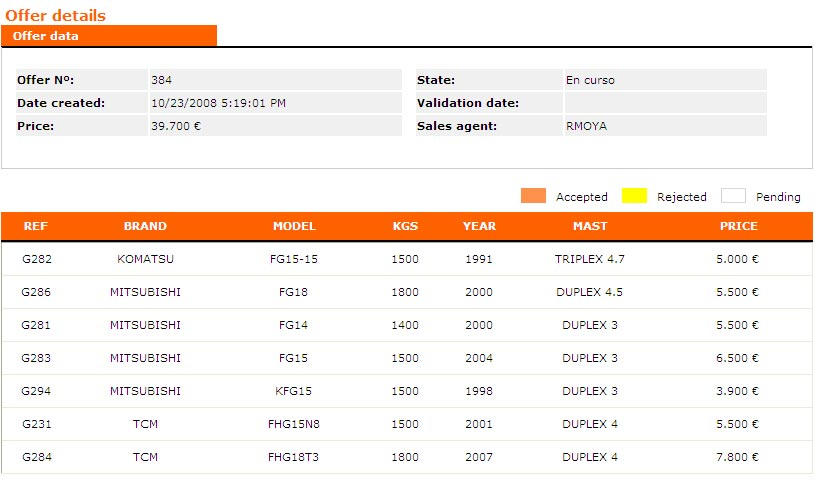 Offer details
Offer data
Offer Nº: 384 State: En curso
Date created: 10/23/2008 5:19:01 PM Validation date:
Price: 39.700 € Sales agent: RMOYA
Accepted Rejected Pending
REF BRAND MODEL KGS YEAR MAST PRICE
G282 KOMATSU FG15-15 1500 1991 TRIPLEX 4.7 5.000 €
G286 MITSUBISHI FG18 1800 2000 DUPLEX 4.5 5.500 €
G281 MITSUBISHI FG14 1400 2000 DUPLEX 3 5.500 €
G283 MITSUBISHI FG15 1500 2004 DUPLEX 3 6.500 €
G294 MITSUBISHI KFG15 1500 1998 DUPLEX 3 3.900 €
G231 TCM FHG15N8 1500 2001 DUPLEX 4 5.500 €
G284 TCM FHG18T3 1800 2007 DUPLEX 4 7.800 €